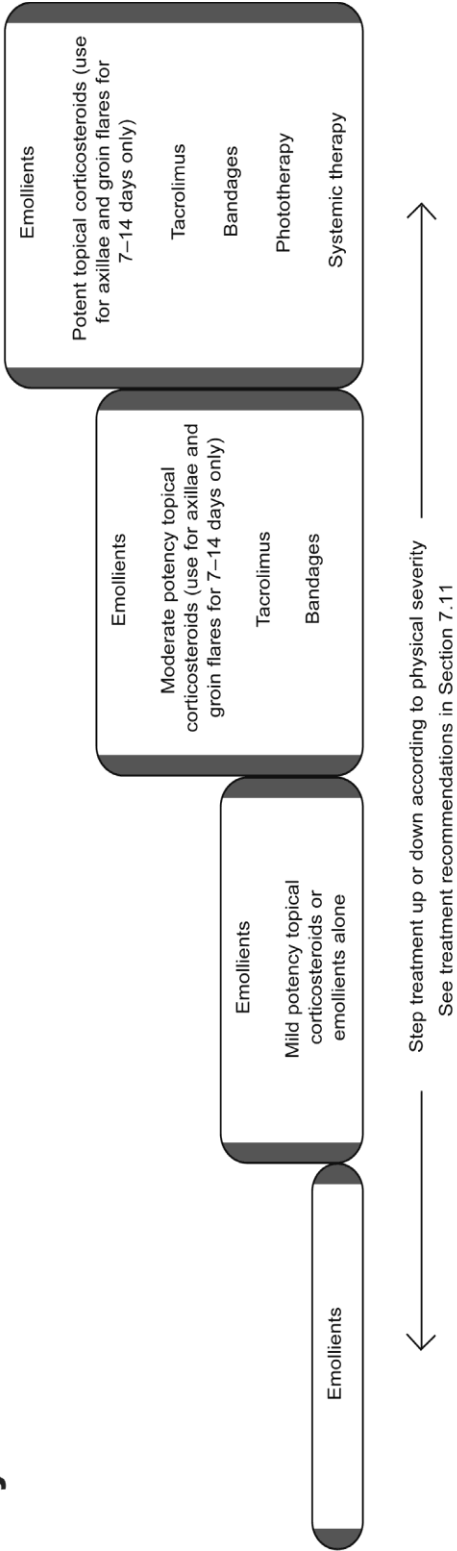 Emollients
Emollients
Mild potency topical
corticosteroids or
emollients alone
Emollients
Moderate potency topical
corticosteroids (use for axillae and
groin flares for 7–14 days only)
Tacrolimus
Bandages
Emollients
Potent topical corticosteroids (use
for axillae and groin flares for
7–14 days only)
Tacrolimus
Bandages
Phototherapy
Systemic therapy
Step treatment up or down according to physical severity
See treatment recommendations in Section 7.11